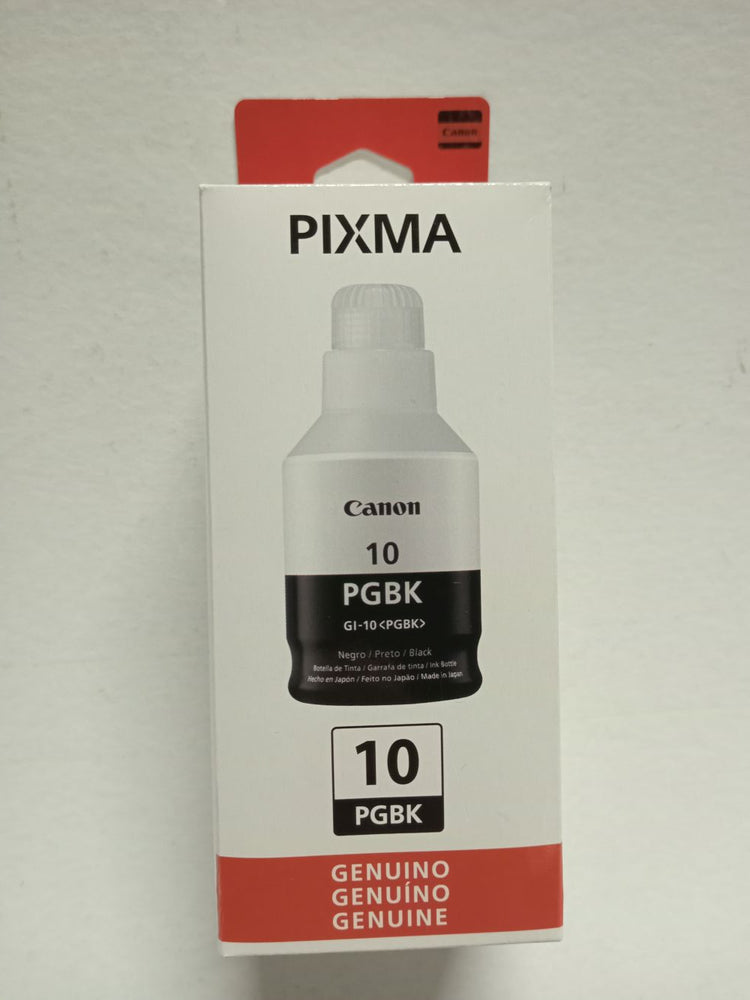 Canon
PIXMA
Canon
10
PGBK
GI-10<PGBK>
Negro / Preto / Black
Botella de Tinta / Garrafa de tinta / Ink Bottle
Hecho en Japón / Feito no Japão / Made in Japan
10
PGBK
GENUINO
GENUÍNO
GENUINE